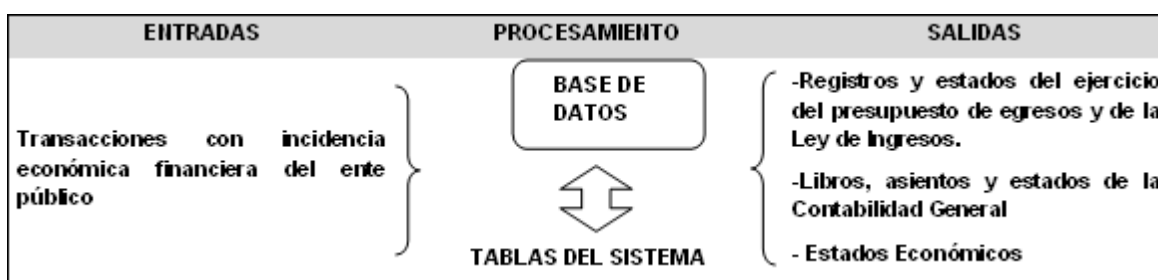 ENTRADAS
PROCESAMIENTO
SALIDAS
Transacciones con incidencia
económica financiera del ente
público
BASE DE
DATOS
TABLAS DEL SISTEMA
-Registros y estados del ejercicio
del presupuesto de egresos y de la
Ley de Ingresos.
-Libros, asientos y estados de la
Contabilidad General
- Estados Económicos